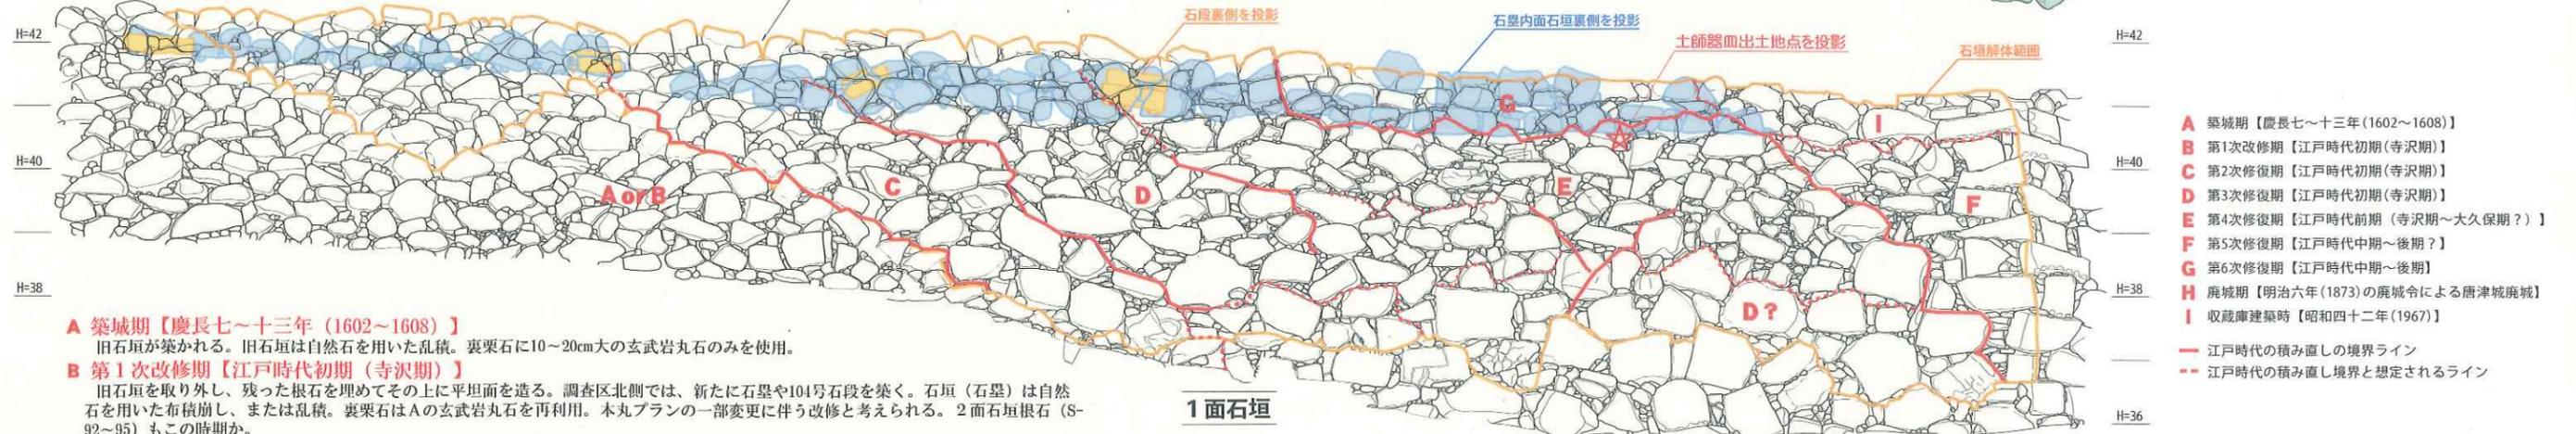 石段裏側を投影
石塁内面石垣裏側を投影
土師器皿出土地点を投影
石垣解体範囲
H=42
H=42
H=40
H=40
H=38
H=38
H=36
A or B
C
D
E
F
G
I
D？
A 築城期【慶長七〜十三年(1602〜1608)】
B 第1次改修期【江戸時代初期(寺沢期)】
C 第2次修復期【江戸時代初期(寺沢期)】
D 第3次修復期【江戸時代初期(寺沢期)】
E 第4次修復期【江戸時代前期（寺沢期〜大久保期？）】
F 第5次修復期【江戸時代中期〜後期？】
G 第6次修復期【江戸時代中期〜後期】
H 廃城期【明治六年(1873)の廃城令による唐津城廃城】
I 収蔵庫建築時【昭和四十二年(1967)】
江戸時代の積み直しの境界ライン
江戸時代の積み直し境界と想定されるライン
A 築城期【慶長七〜十三年（1602〜1608）】
旧石垣が築かれる。旧石垣は自然石を用いた乱積。裏栗石に10〜20cm大の玄武岩丸石のみを使用。
B 第１次改修期【江戸時代初期（寺沢期）】
旧石垣を取り外し、残った根石を埋めてその上に平坦面を造る。調査区北側では、新たに石塁や104号石段を築く。石垣（石塁）は自然
石を用いた布積崩し、または乱積。裏栗石はAの玄武岩丸石を再利用。本丸プランの一部変更に伴う改修と考えられる。２面石垣根石（S-
92〜95）もこの時期か。
1面石垣